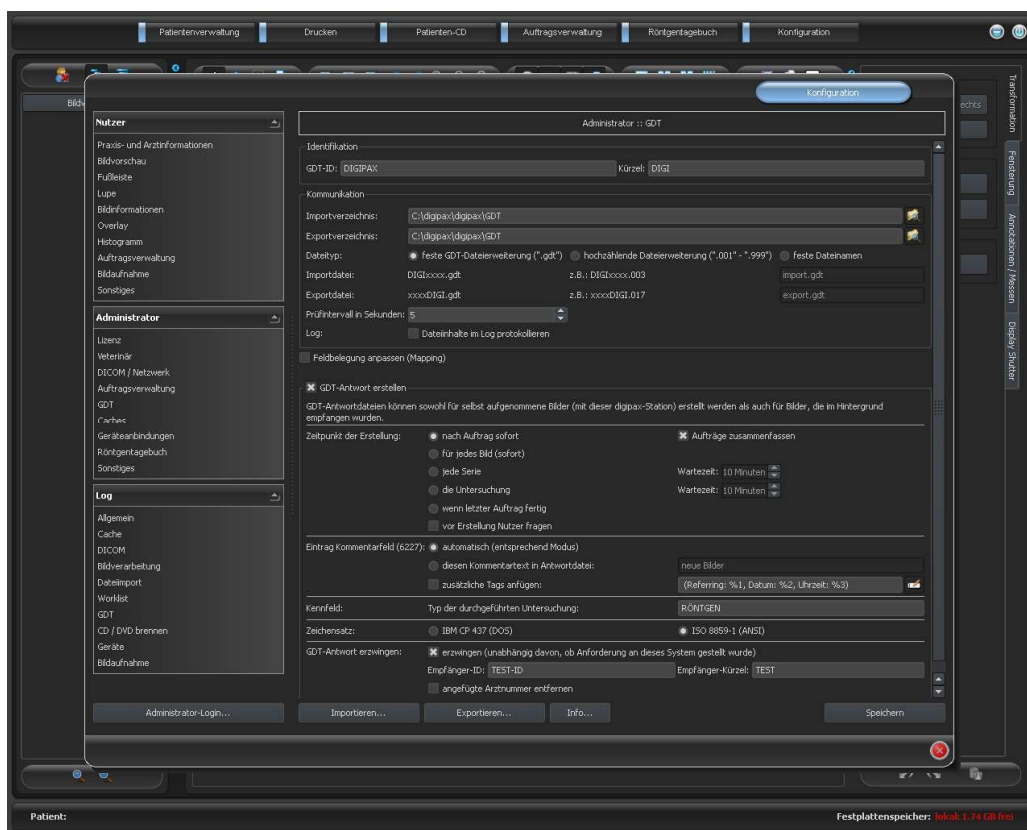 Patientenverwaltung Drucken Patienten-CD Auftragsverwaltung Röntgentagebuch Konfiguration
Konfiguration
Nutzer
Praxis- und Arztinformationen
Bildvorschau
Fußleiste
Lupe
Bildinformationen
Overlay
Histogramm
Auftragsverwaltung
Bildaufnahme
Sonstiges
Administrator
Lizenz
Veterinär
DICOM / Netzwerk
Auftragsverwaltung
GDT
Caches
Geräteanbindungen
Röntgentagebuch
Sonstiges
Log
Allgemein
Cache
DICOM
Bildverarbeitung
Dateiimport
Worklist
GDT
CD / DVD brennen
Geräte
Bildaufnahme
Administrator-Login...
Administrator :: GDT
Identifikation
GDT-ID: DIGIPAX Kürzel: DIGI
Kommunikation
Importverzeichnis: C:\digipax\digipax\GDT
Exportverzeichnis: C:\digipax\digipax\GDT
Dateityp: feste GDT-Dateierweiterung (".gdt") hochzählende Dateierweiterung (".001" - ".999") feste Dateinamen
Importdatei: DIGIxxxx.gdt z.B.: DIGIxxxx.003 import.gdt
Exportdatei: xxxxDIGI.gdt z.B.: xxxxDIGI.017 export.gdt
Prüfintervall in Sekunden: 5
Log: Dateiinhalte im Log protokollieren
Feldbelegung anpassen (Mapping)
GDT-Antwort erstellen
GDT-Antwortdateien können sowohl für selbst aufgenommene Bilder (mit dieser digipax-Station) erstellt werden als auch für Bilder, die im Hintergrund
empfangen wurden.
Zeitpunkt der Erstellung: nach Auftrag sofort Aufträge zusammenfassen
für jedes Bild (sofort)
jede Serie Wartezeit: 10 Minuten
die Untersuchung Wartezeit: 10 Minuten
wenn letzter Auftrag fertig
vor Erstellung Nutzer fragen
Eintrag Kommentarfeld (6227): automatisch (entsprechend Modus)
diesen Kommentartext in Antwortdatei: neue Bilder
zusätzliche Tags anfügen: (Referring: %1, Datum: %2, Uhrzeit: %3)
Kennfeld: Typ der durchgeführten Untersuchung: RÖNTGEN
Zeichensatz: IBM CP 437 (DOS) ISO 8859-1 (ANSI)
GDT-Antwort erzwingen: erzwingen (unabhängig davon, ob Anforderung an dieses System gestellt wurde)
Empfänger-ID: TEST-ID Empfänger-Kürzel: TEST
angefügte Arztnummer entfernen
Importieren... Exportieren... Info... Speichern
Transformation
Fensterung
Annotationen / Messen
Display Shutter
Patient: Festplattenspeicher: lokal: 1.74 GB frei